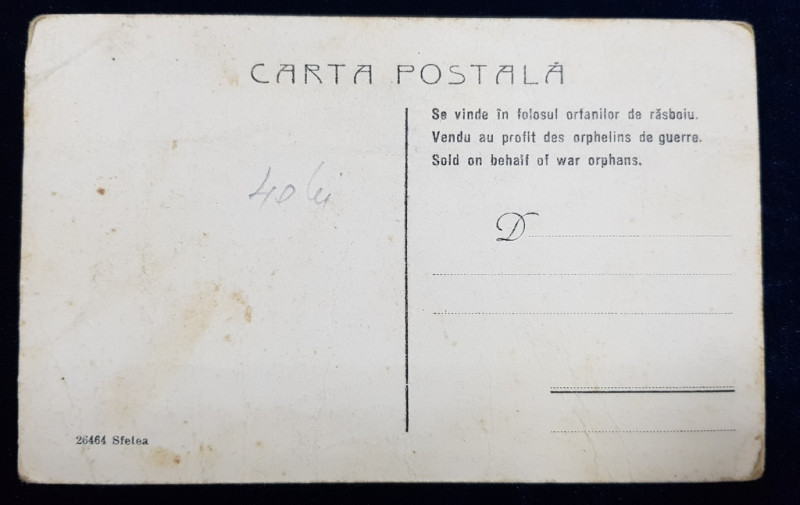 CARTA POSTALĂ
Se vinde în folosul orfanilor de răsboiu.
Vendu au profit des orphelins de guerre.
Sold on behalf of war orphans.
40 lei
D
26464 Sfetea